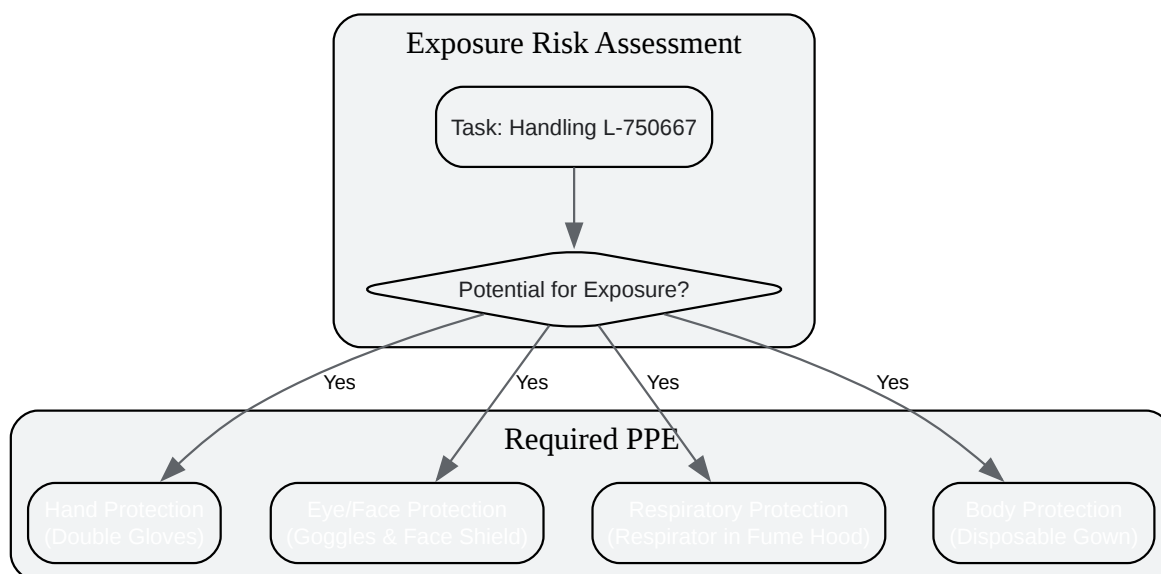 Exposure Risk Assessment
Task: Handling L-750667
Potential for Exposure?
Yes
Yes
Yes
Yes
Required PPE
Hand Protection
(Double Gloves)
Eye/Face Protection
(Goggles & Face Shield)
Respiratory Protection
(Respirator in Fume Hood)
Body Protection
(Disposable Gown)